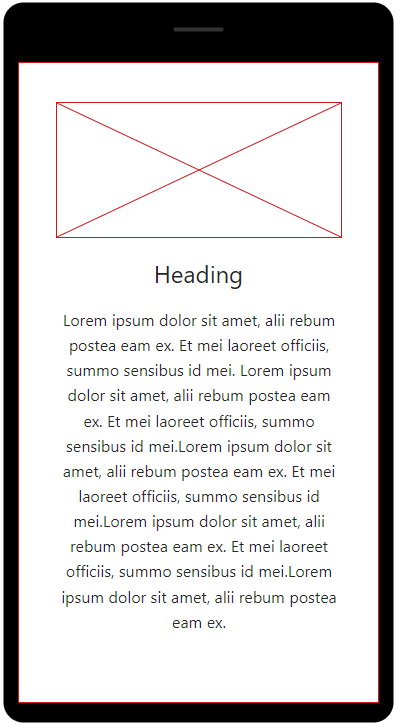 Heading
Lorem ipsum dolor sit amet, alii rebum
postea eam ex. Et mei laoreet officiis,
summo sensibus id mei. Lorem ipsum
dolor sit amet, alii rebum postea eam
ex. Et mei laoreet officiis, summo
sensibus id mei.Lorem ipsum dolor sit
amet, alii rebum postea eam ex. Et mei
laoreet officiis, summo sensibus id
mei.Lorem ipsum dolor sit amet, alii
rebum postea eam ex. Et mei laoreet
officiis, summo sensibus id mei.Lorem
ipsum dolor sit amet, alii rebum postea
eam ex.